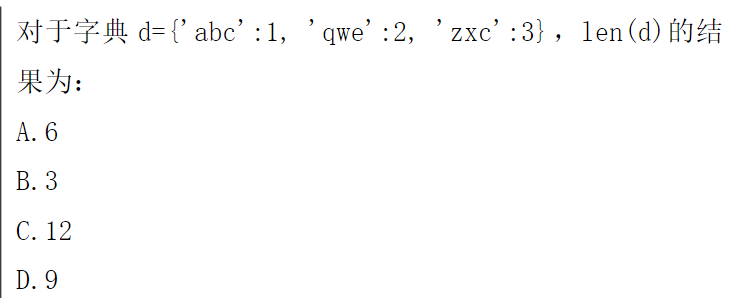 对于字典 d={'abc':1, 'qwe':2, 'zxc':3}，len(d)的结
果为：
A.6
B.3
C.12
D.9